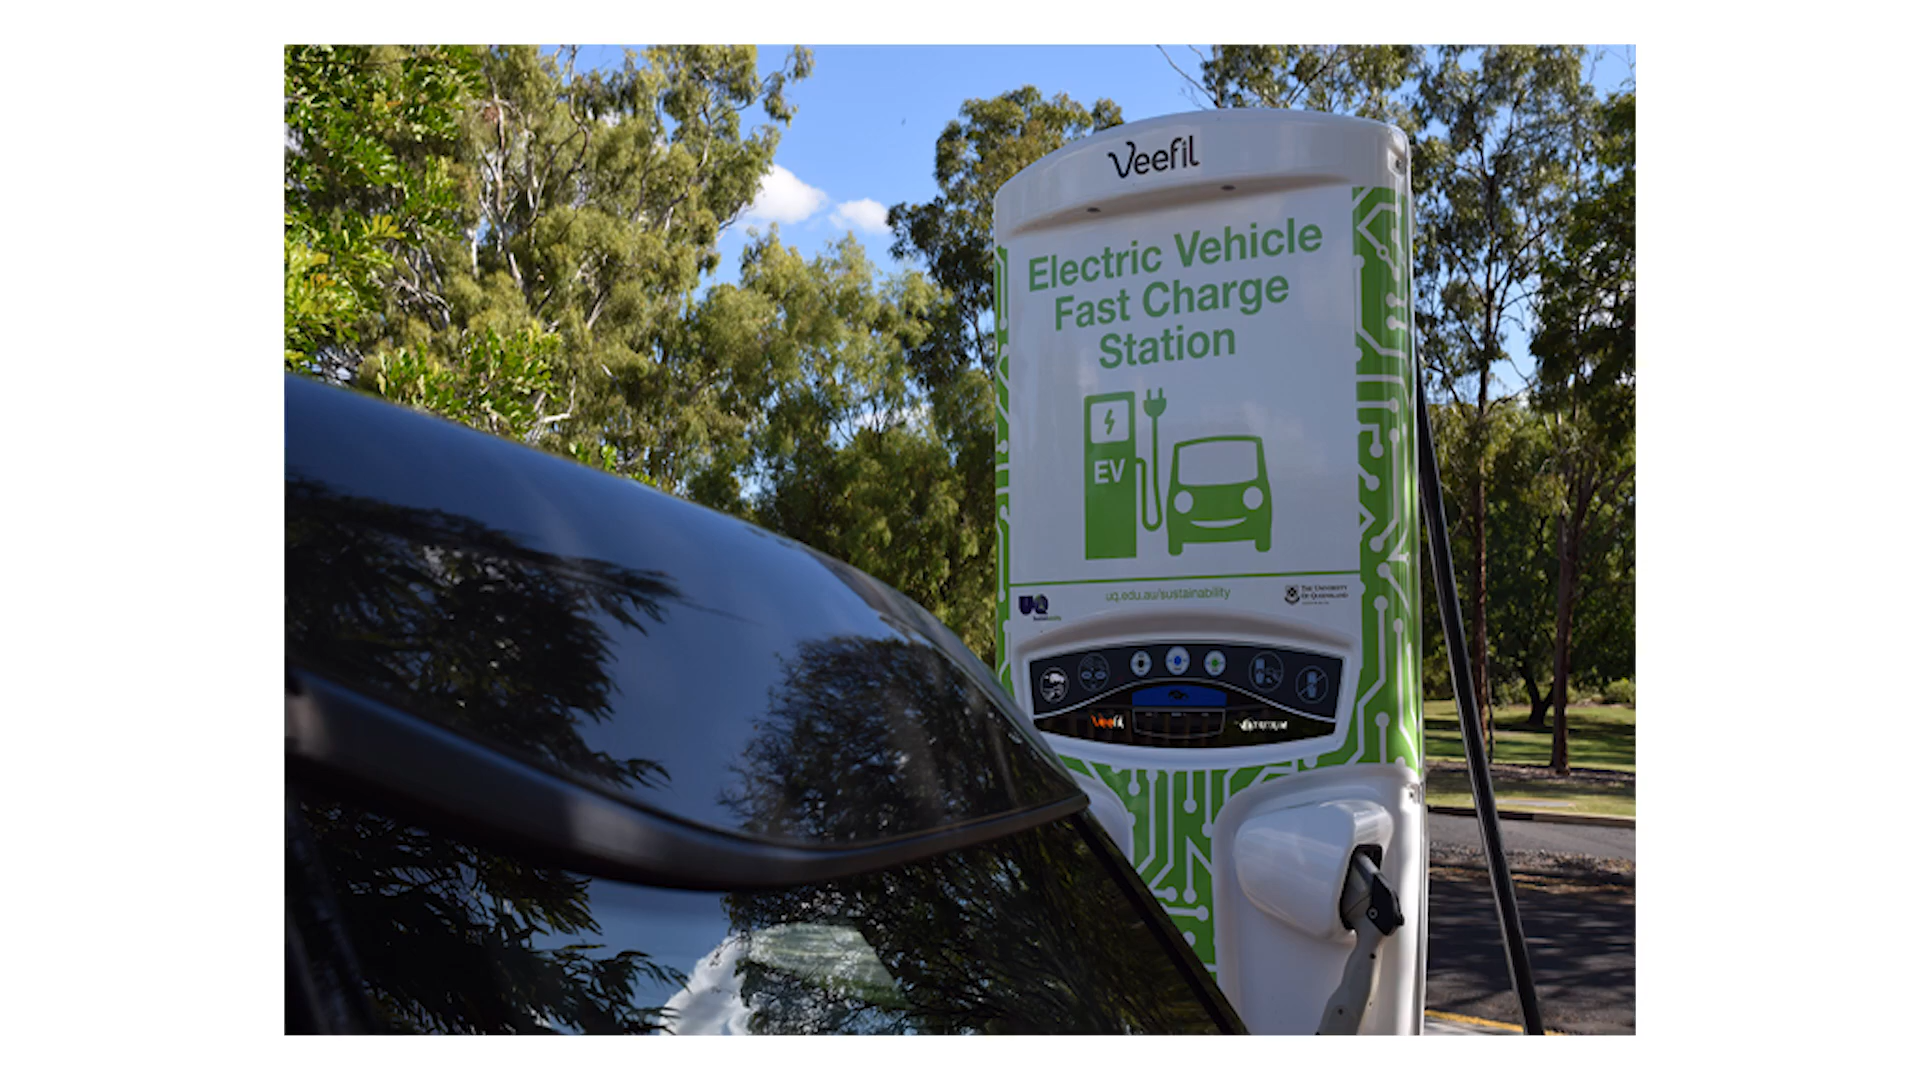 Veefil
Electric Vehicle
Fast Charge
Station
EV
uq.edu.au/sustainability
UQ
THE UNIVERSITY
OF QUEENSLAND
Veefil